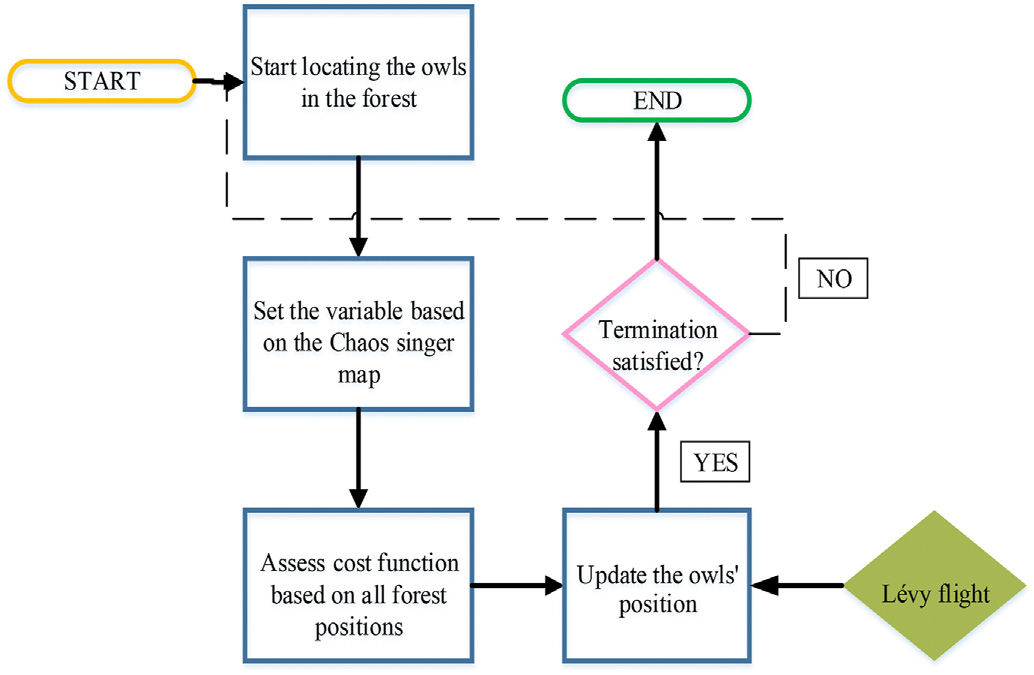 START
Start locating the owls
in the forest
END
Set the variable based
on the Chaos singer
map
NO
Termination
satisfied?
YES
Assess cost function
based on all forest
positions
Update the owls'
position
Lévy flight